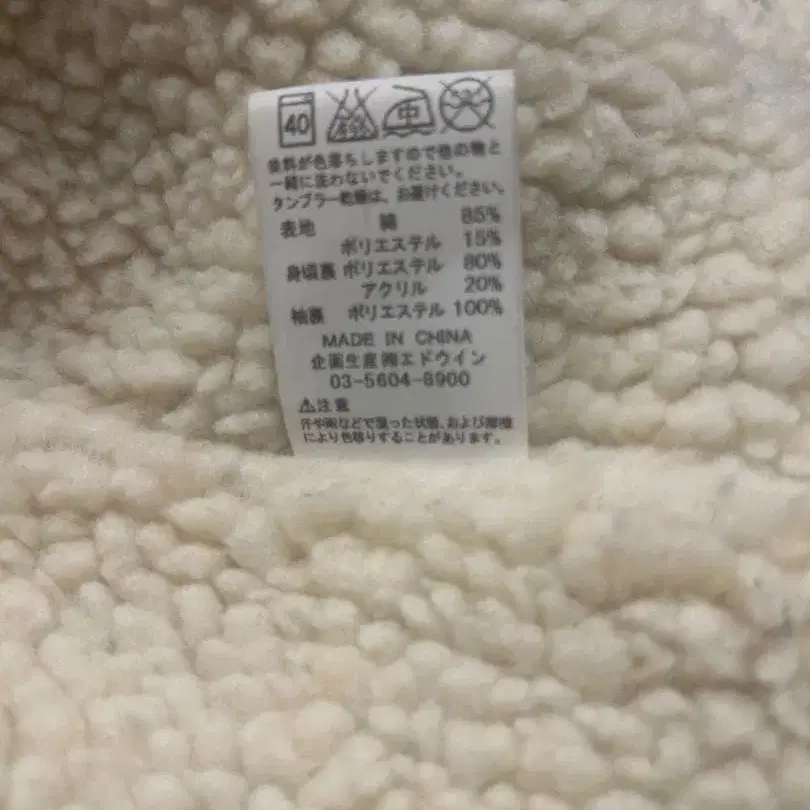 40 エンソサラシ 中
染料が色落ちしますので他の物と
一緒に洗わないでください。
タンブラー乾燥は、お避けください。
表地 綿 85%
ポリエステル 15%
身頃裏 ポリエステル 80%
アクリル 20%
袖裏 ポリエステル 100%
MADE IN CHINA
企画生産㈱エドウイン
03-5604-8900
⚠注意
汗や雨などで湿った状態、および摩擦
により色移りすることがあります。